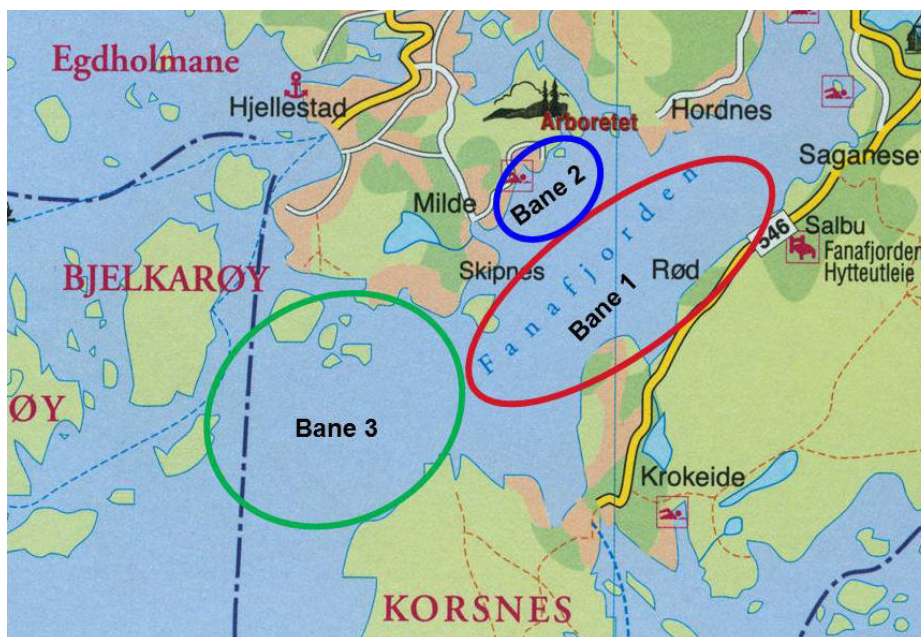 Egdholmane
Hjellestad
Arboretet
Hordnes
Saganeset
Milde
Bane 2
546
Salbu
Fanafjorden
Hytteutleie
BJELKARØY
Skipnes
Rød
Fanafjorden
Bane 1
ØY
Bane 3
Krokeide
KORSNES